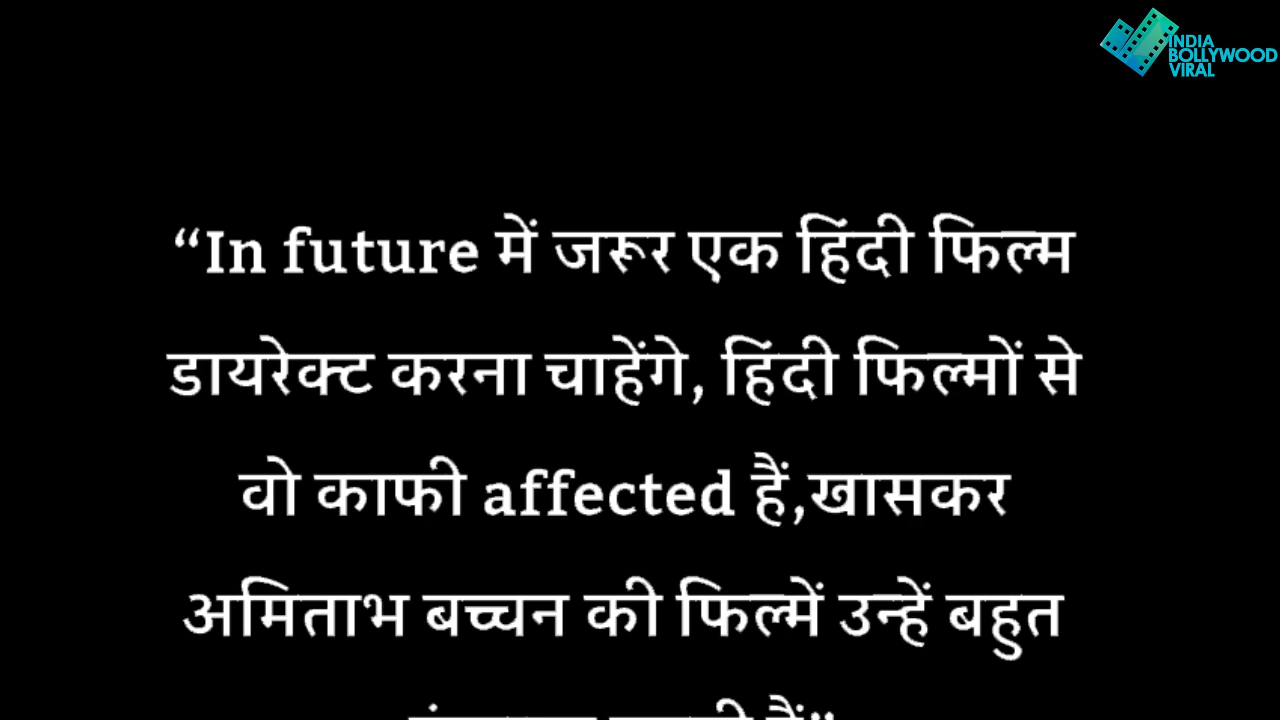 INDIA
BOLLYWOOD
VIRAL
“In future में जरूर एक हिंदी फिल्म
डायरेक्ट करना चाहेंगे, हिंदी फिल्मों से
वो काफी affected हैं,खासकर
अमिताभ बच्चन की फिल्में उन्हें बहुत
हैं”